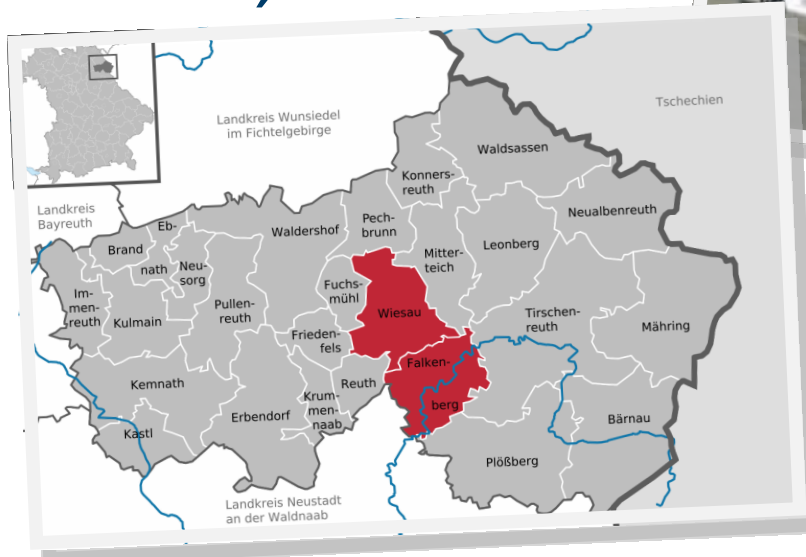 Tschechien
Landkreis Wunsiedel
im Fichtelgebirge
Waldsassen
Konners-
reuth
Landkreis
Bayreuth
Neualbenreuth
Eb-
nath
Brand
Waldershof
Pech-
brunn
Leonberg
Mitter-
teich
Neu-
sorg
Im-
men-
reuth
Fuchs-
mühl
Pullen-
reuth
Wiesau
Tirschen-
reuth
Kulmain
Mähring
Frieden-
fels
Falken-
berg
Kemnath
Reuth
Krum-
men-
naab
Erbendorf
Bärnau
Kastl
Plößberg
Landkreis Neustadt
an der Waldnaab